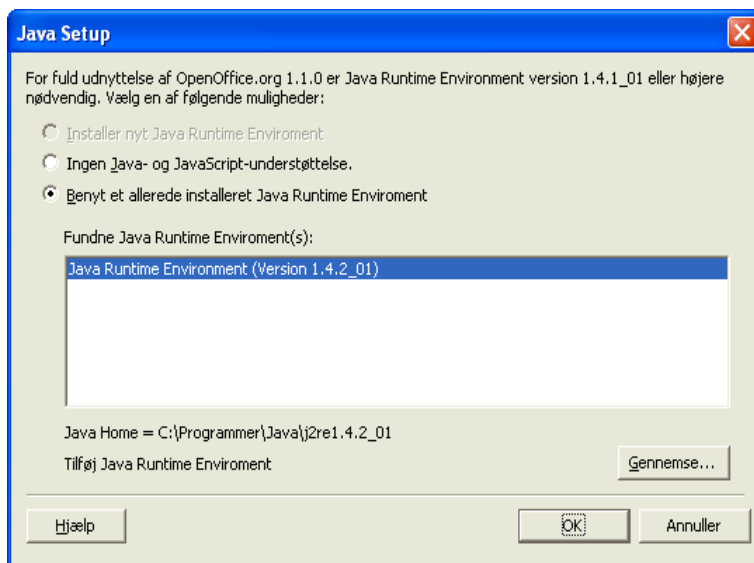 Java Setup
For fuld udnyttelse af OpenOffice.org 1.1.0 er Java Runtime Environment version 1.4.1_01 eller højere
nødvendig. Vælg en af følgende muligheder:
Installer nyt Java Runtime Enviroment
Ingen Java- og JavaScript-understøttelse.
Benyt et allerede installeret Java Runtime Enviroment
Fundne Java Runtime Enviroment(s):
Java Runtime Environment (Version 1.4.2_01)
Java Home = C:\Programmer\Java\j2re1.4.2_01
Tilføj Java Runtime Enviroment
Gennemse...
Hjælp
OK
Annuller